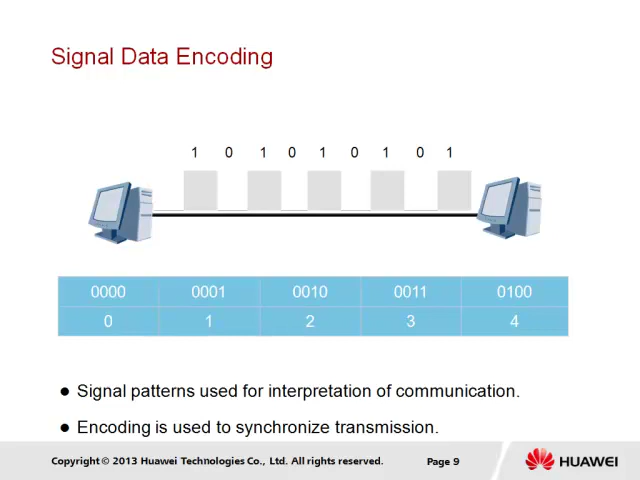 Signal Data Encoding
1 0 1 0 1 0 1 0 1
0000 0001 0010 0011 0100
0 1 2 3 4
● Signal patterns used for interpretation of communication.
● Encoding is used to synchronize transmission.
Copyright © 2013 Huawei Technologies Co., Ltd. All rights reserved. Page 9 HUAWEI